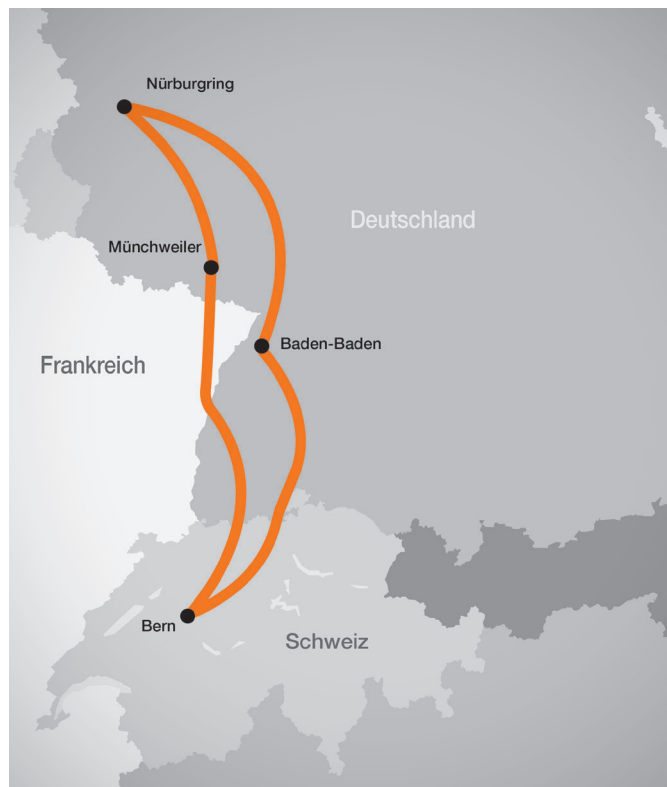 Nürburgring
Deutschland
Münchweiler
Baden-Baden
Frankreich
Bern
Schweiz